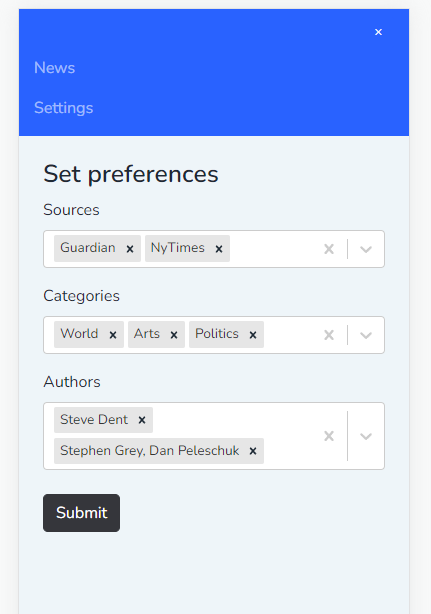 ×
News
Settings
Set preferences
Sources
Guardian × NyTimes ×
Categories
World × Arts × Politics ×
Authors
Steve Dent ×
Stephen Grey, Dan Peleschuk ×
Submit